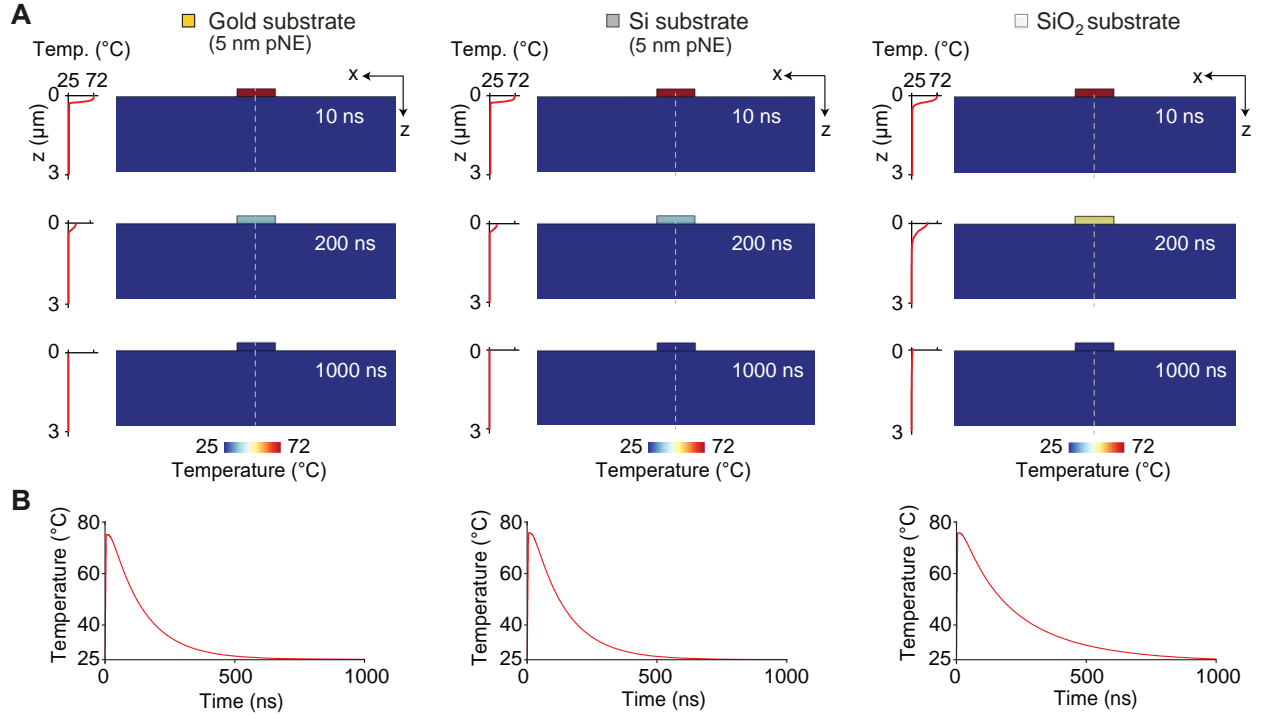 A
Gold substrate
(5 nm pNE)
Si substrate
(5 nm pNE)
SiO2 substrate
Temp. (°C)
Temp. (°C)
Temp. (°C)
25 72
25 72
25 72
x
x
x
z
z
z
0
z (µm)
3
10 ns
0
z (µm)
3
10 ns
0
z (µm)
3
10 ns
0
3
200 ns
0
3
200 ns
0
3
200 ns
0
3
1000 ns
0
3
1000 ns
0
3
1000 ns
25 72
Temperature (°C)
25 72
Temperature (°C)
25 72
Temperature (°C)
B
Temperature (°C)
80
60
40
25
0 500 1000
Time (ns)
Temperature (°C)
80
60
40
25
0 500 1000
Time (ns)
Temperature (°C)
80
60
40
25
0 500 1000
Time (ns)